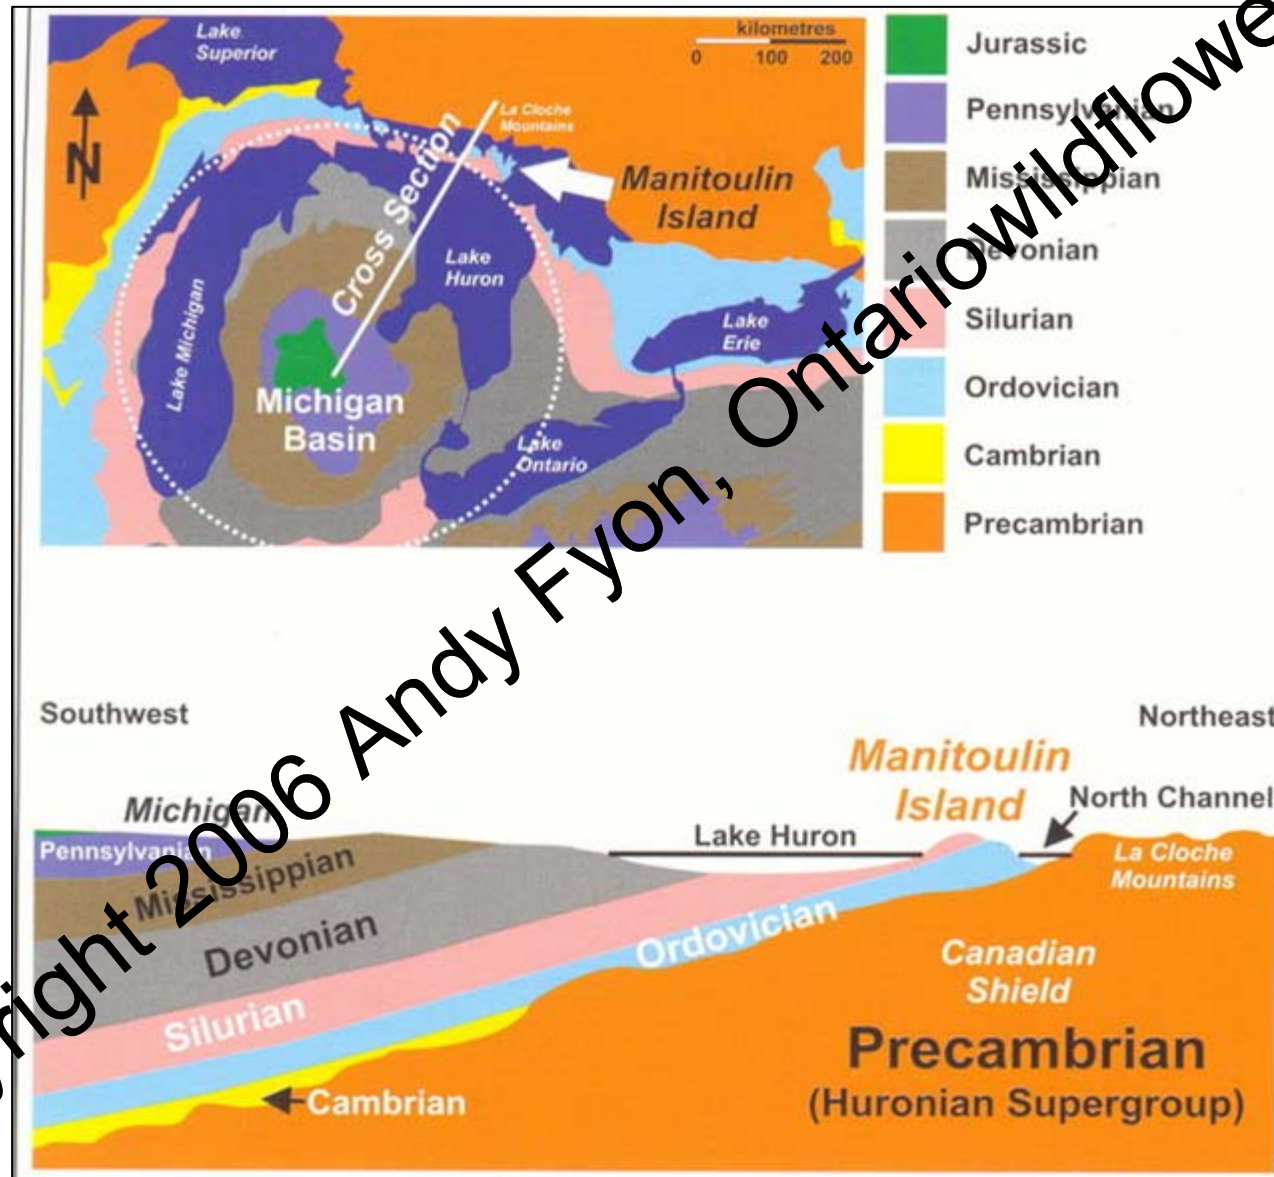 Lake
Superior
kilometres
0 100 200
N
La Cloche
Mountains
Cross Section
Manitoulin
Island
Lake
Huron
Lake Michigan
Lake
Erie
Michigan
Basin
Lake
Ontario
Jurassic
Pennsylvanian
Mississippian
Devonian
Silurian
Ordovician
Cambrian
Precambrian
right 2006 Andy Fyon, Ontariowildflowe
Southwest
Northeast
Manitoulin
Island
Michigan
North Channel
Lake Huron
Pennsylvanian
Mississippian
La Cloche
Mountains
Devonian
Ordovician
Canadian
Shield
Silurian
Precambrian
(Huronian Supergroup)
Cambrian